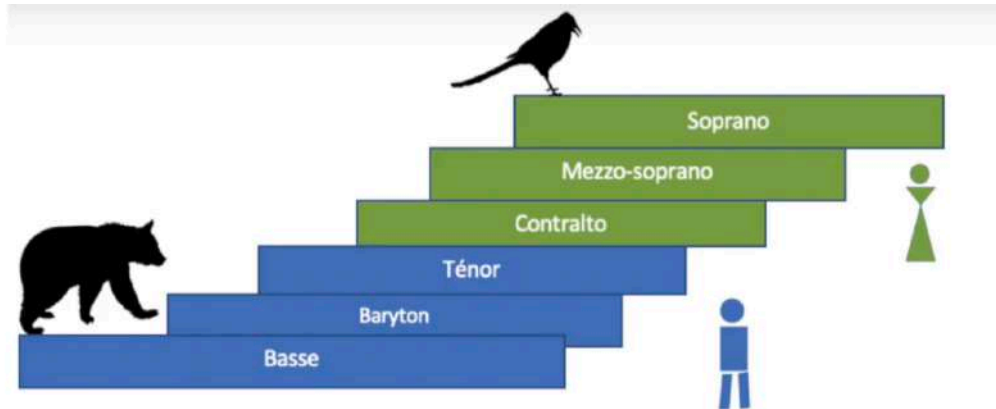 Soprano
Mezzo-soprano
Contralto
Ténor
Baryton
Basse